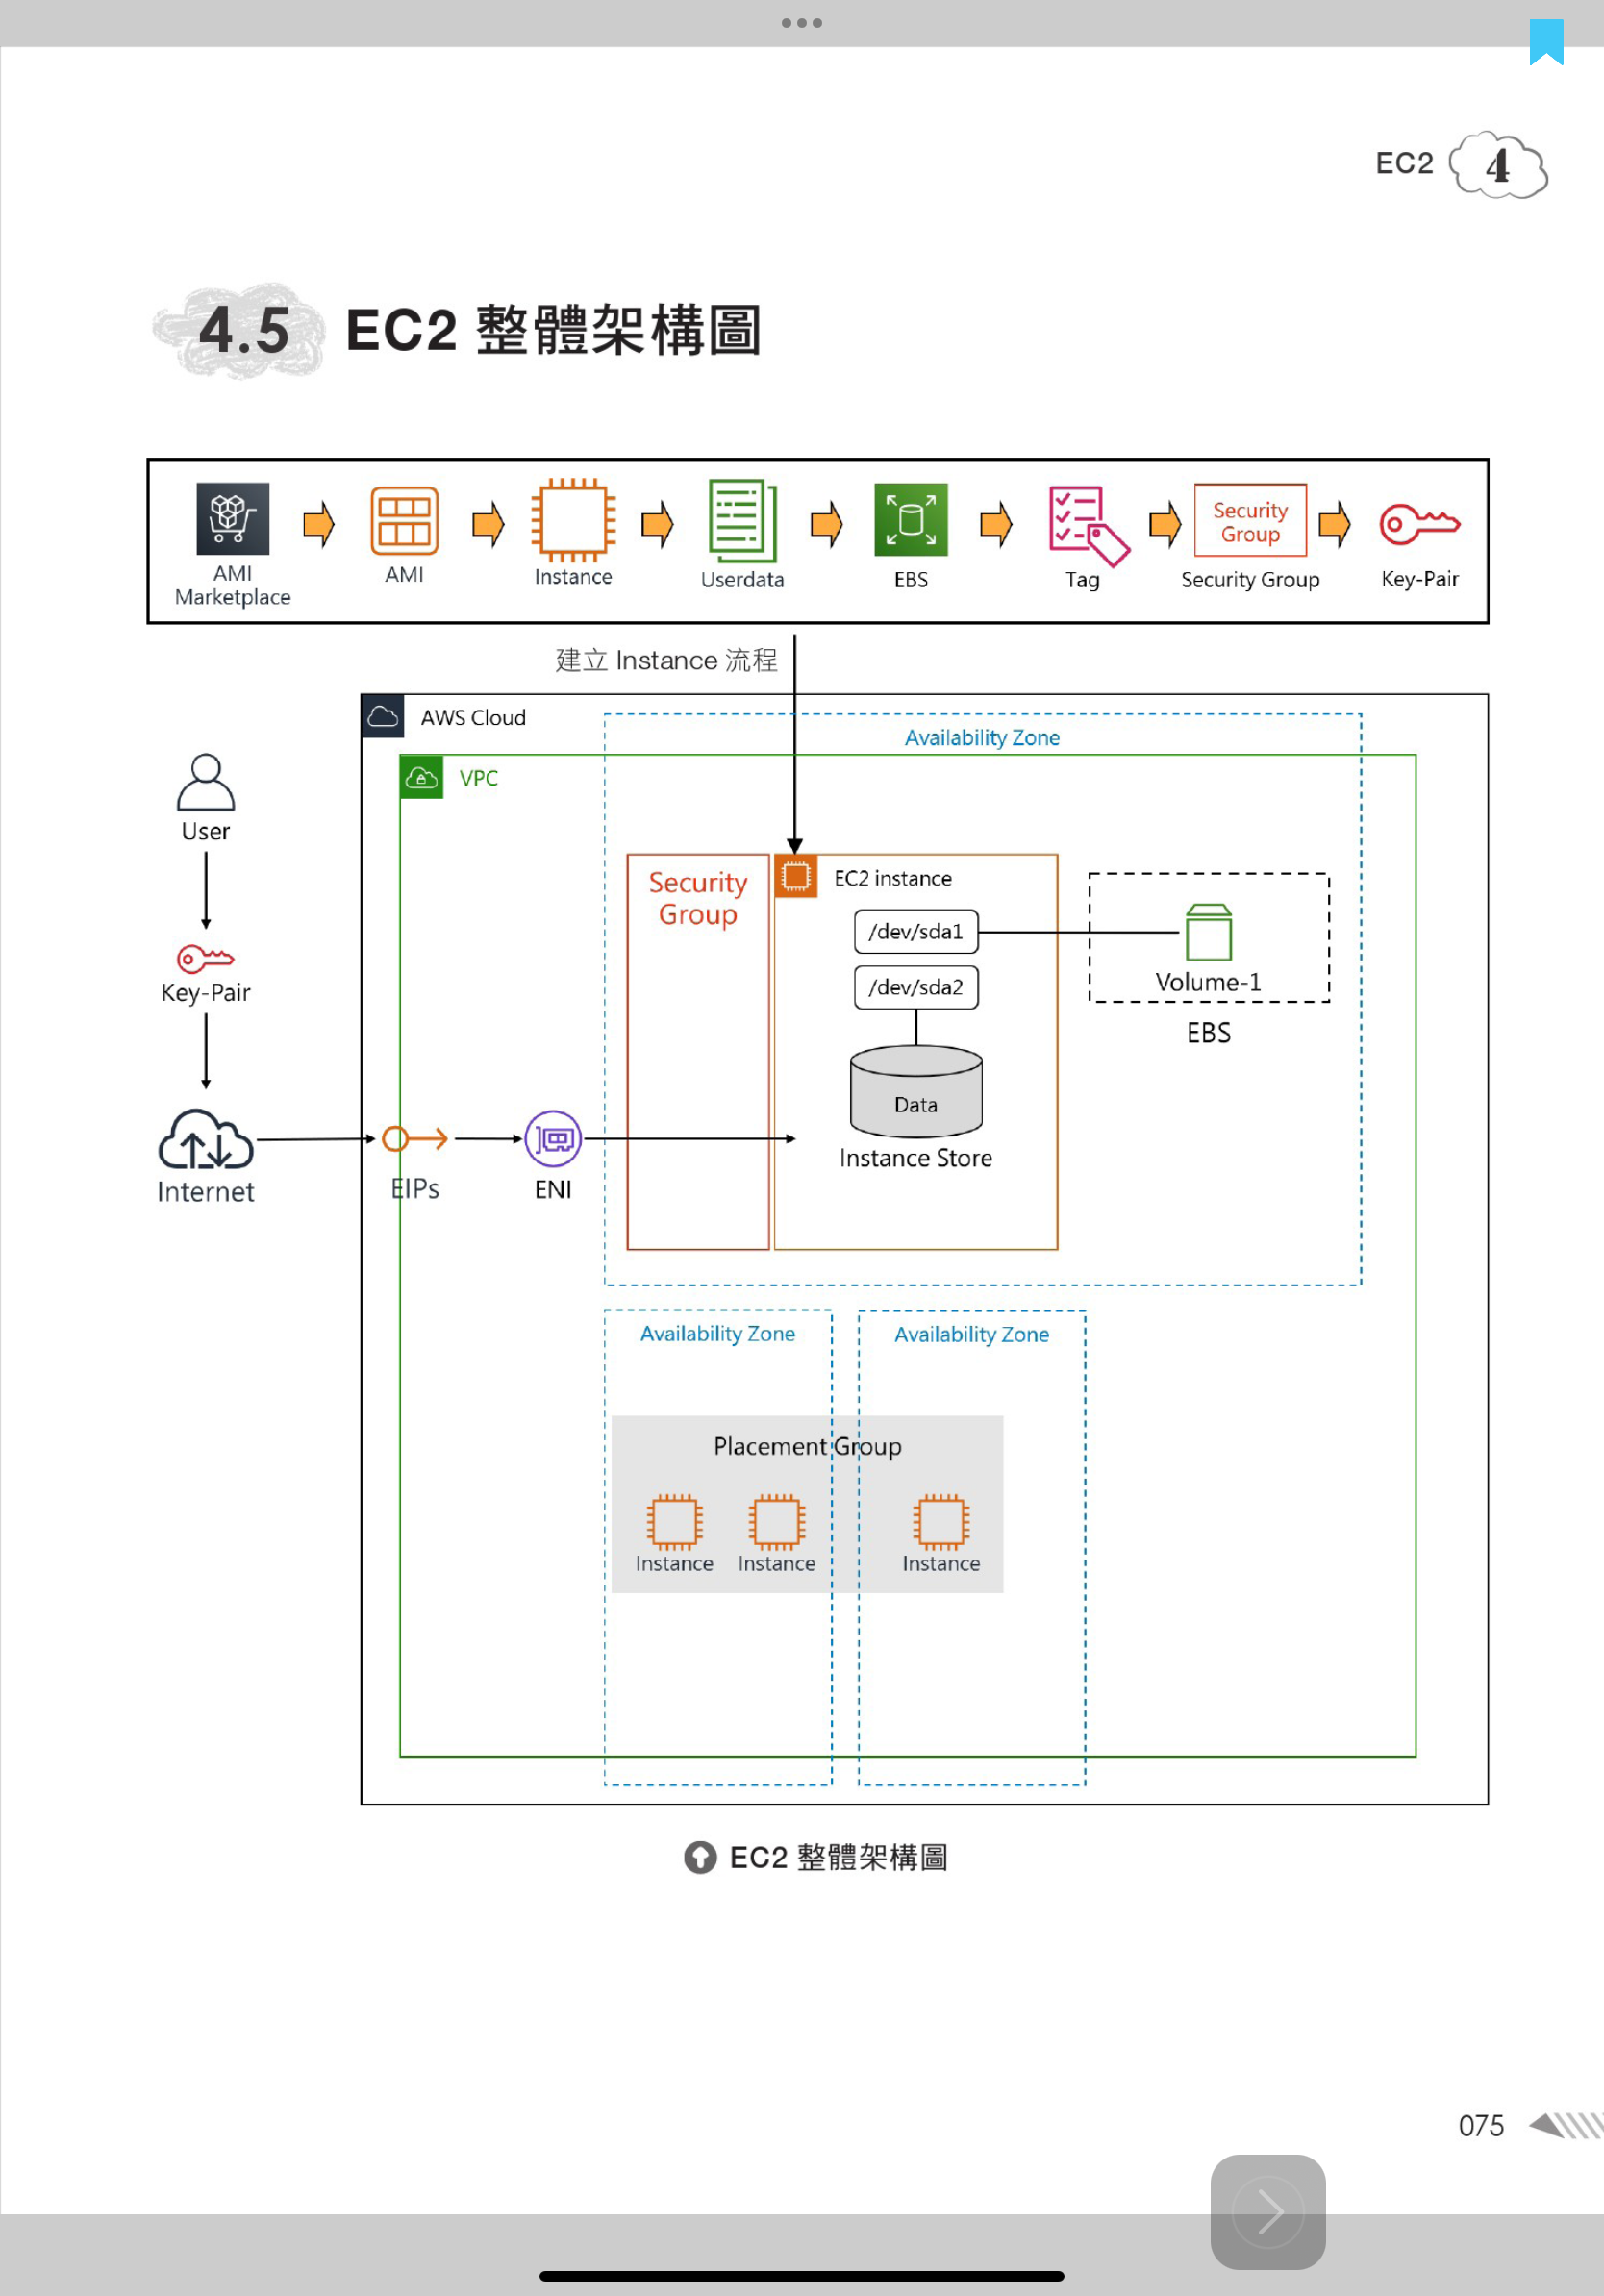 EC2 4
4.5 EC2 整體架構圖
AMI
Marketplace
AMI
Instance
Userdata
EBS
Tag
Security
Group
Security Group
Key-Pair
建立 Instance 流程
AWS Cloud
Availability Zone
VPC
User
Key-Pair
Internet
EIPs
ENI
Security
Group
EC2 instance
/dev/sda1
/dev/sda2
Data
Instance Store
Volume-1
EBS
Availability Zone
Availability Zone
Placement Group
Instance
Instance
Instance
EC2 整體架構圖
075